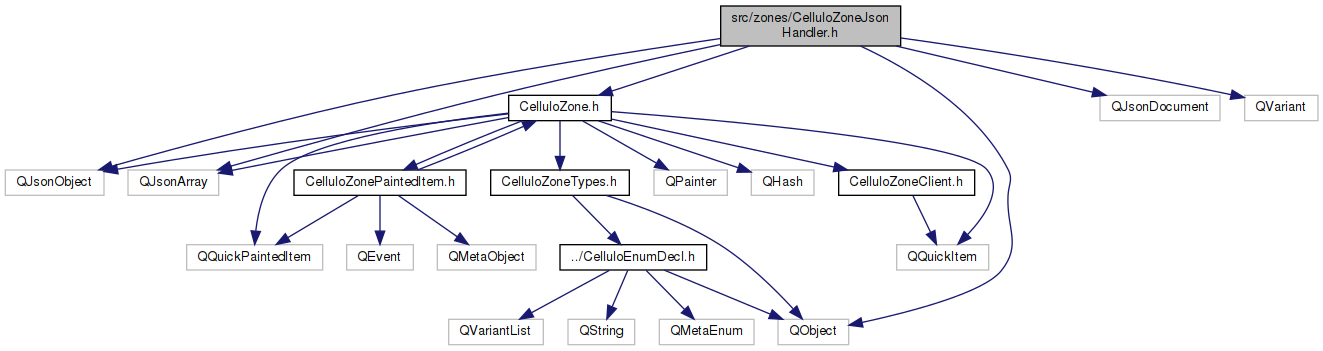 src/zones/CelluloZoneJson
Handler.h
CelluloZone.h
QJsonDocument
QVariant
QJsonObject
QJsonArray
CelluloZonePaintedItem.h
CelluloZoneTypes.h
QPainter
QHash
CelluloZoneClient.h
QQuickPaintedItem
QEvent
QMetaObject
../CelluloEnumDecl.h
QQuickItem
QVariantList
QString
QMetaEnum
QObject